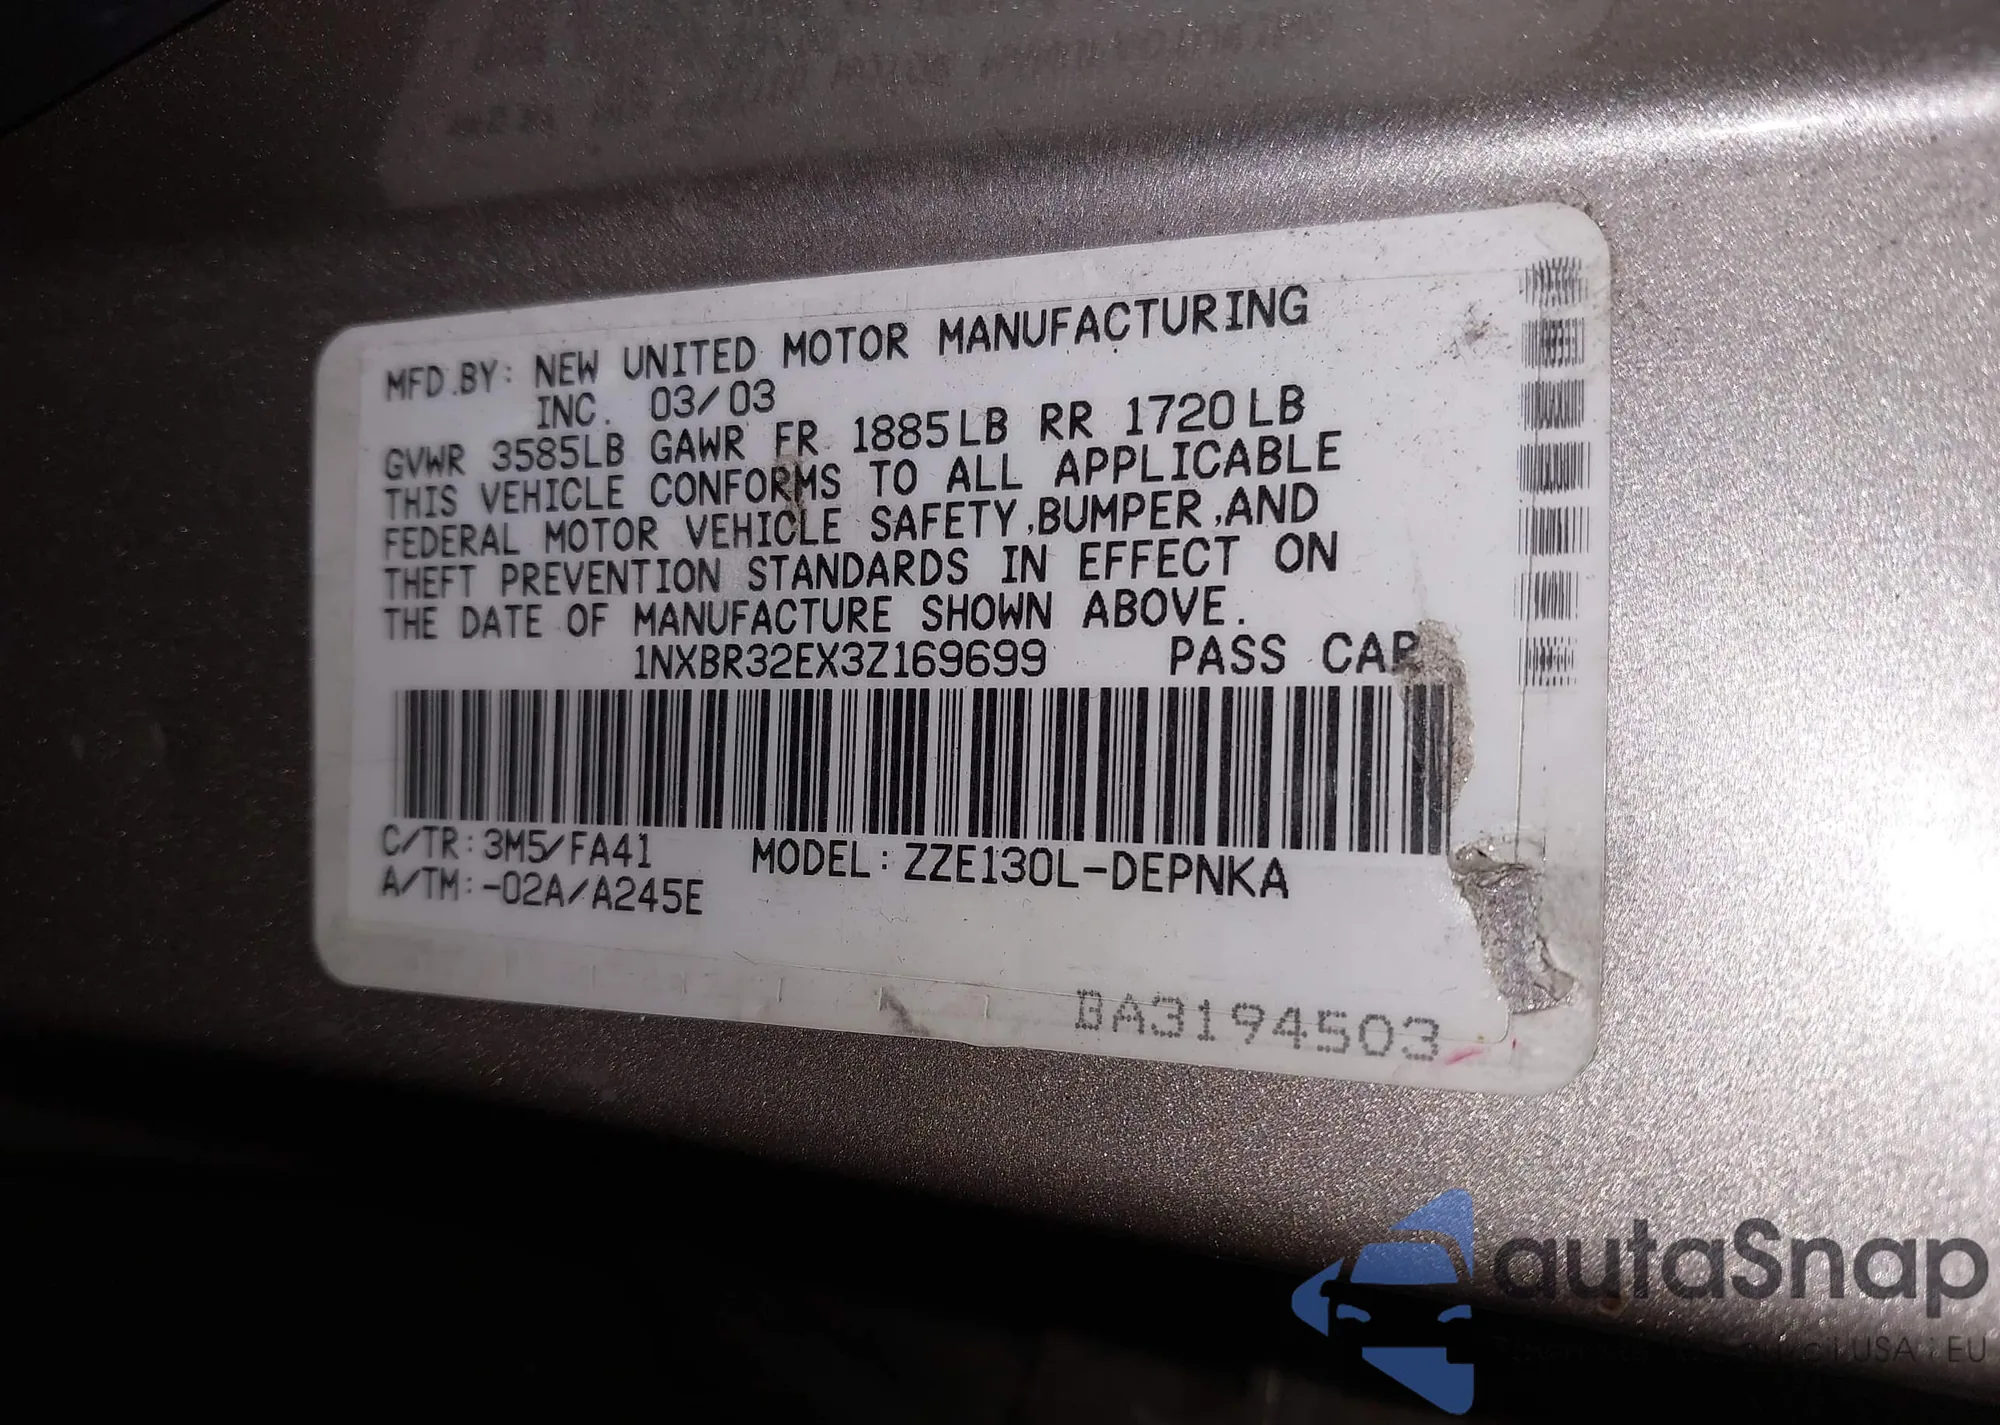 MFD.BY: NEW UNITED MOTOR MANUFACTURING
INC. 03/03
GVWR 3585LB GAWR FR 1885LB RR 1720LB
THIS VEHICLE CONFORMS TO ALL APPLICABLE
FEDERAL MOTOR VEHICLE SAFETY,BUMPER,AND
THEFT PREVENTION STANDARDS IN EFFECT ON
THE DATE OF MANUFACTURE SHOWN ABOVE.
1NXBR32EX3Z169699 PASS CAR
C/TR:3M5/FA41 MODEL:ZZE130L-DEPNKA
A/TM:-02A/A245E
BA3194503
autaSnap
USA i EU